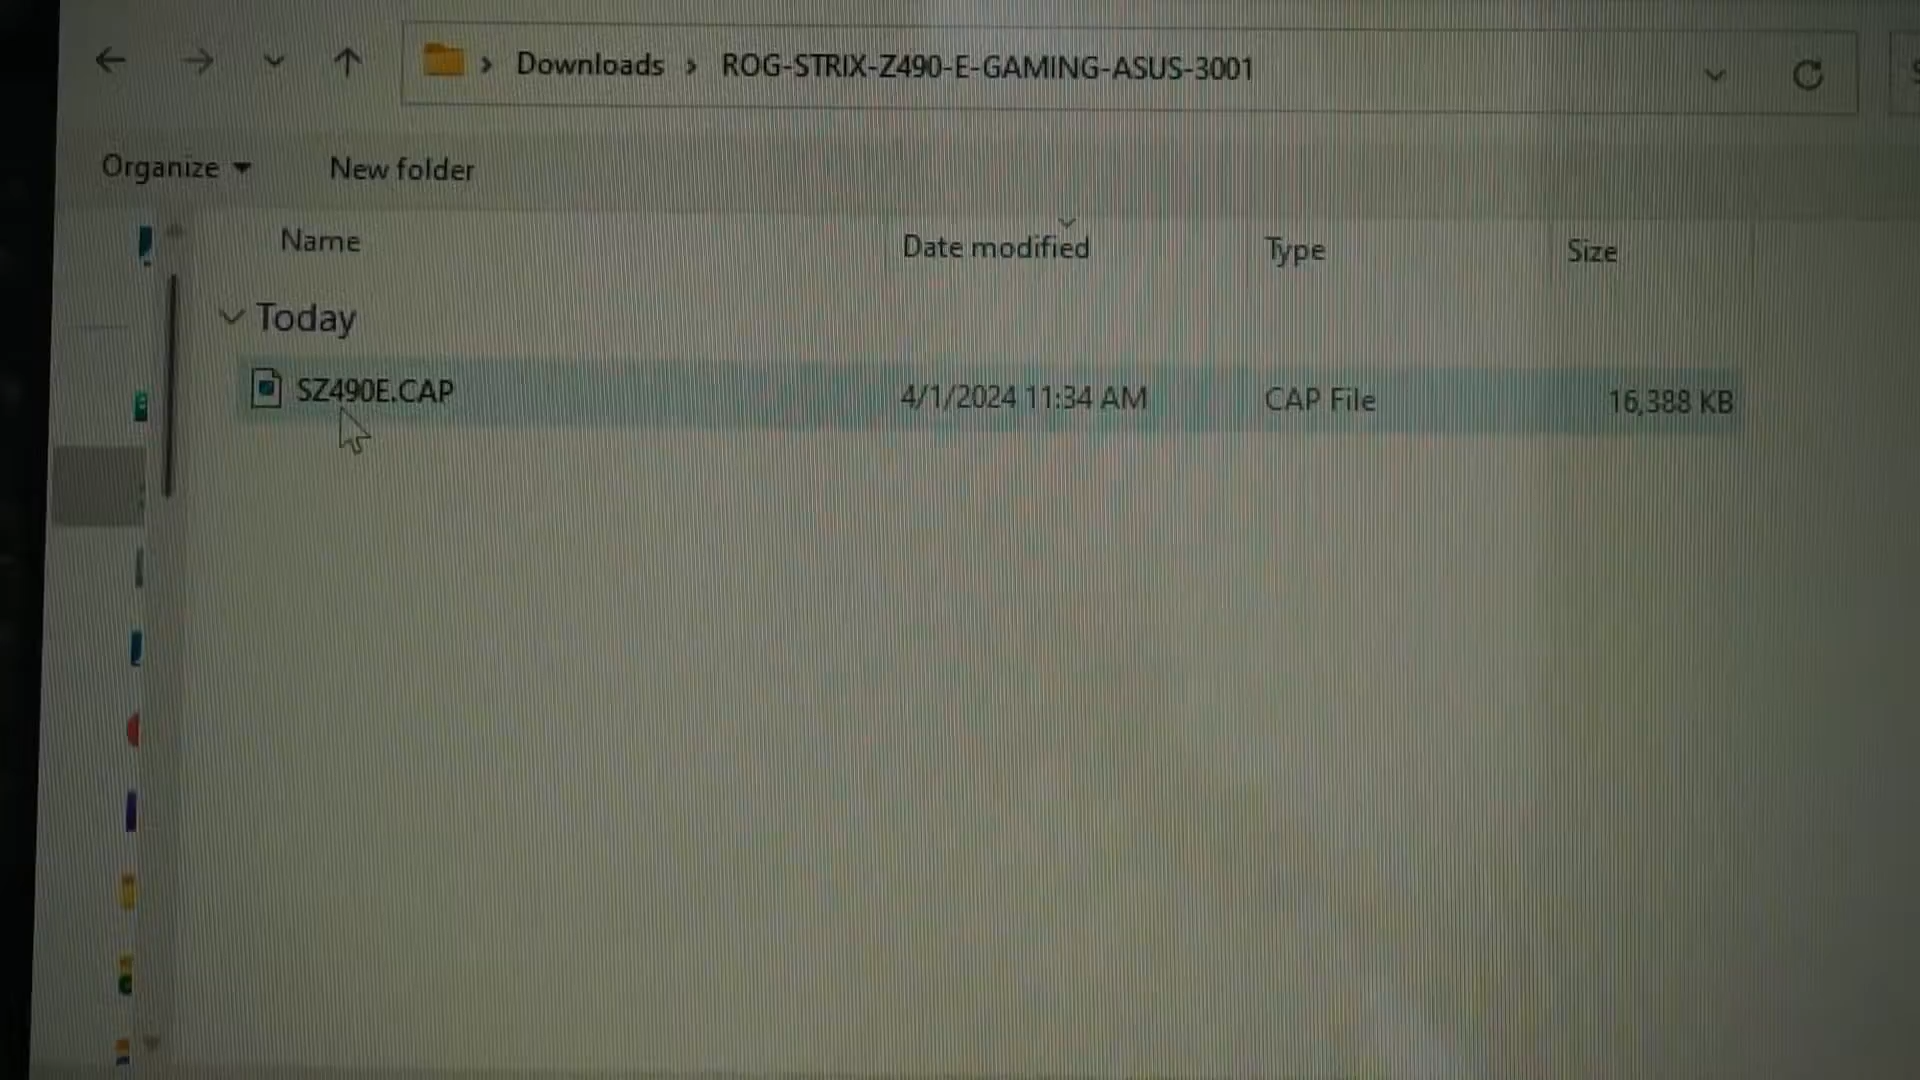 Downloads > ROG-STRIX-Z490-E-GAMING-ASUS-3001
Organize New folder
Name Date modified Type Size
Today
SZ490E.CAP 4/1/2024 11:34 AM CAP File 16,388 KB